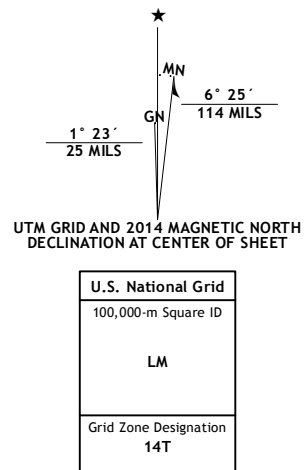 ★
MN
GN
6° 25´
114 MILS
1° 23´
25 MILS
UTM GRID AND 2014 MAGNETIC NORTH
DECLINATION AT CENTER OF SHEET
U.S. National Grid
100,000-m Square ID
LM
Grid Zone Designation
14T